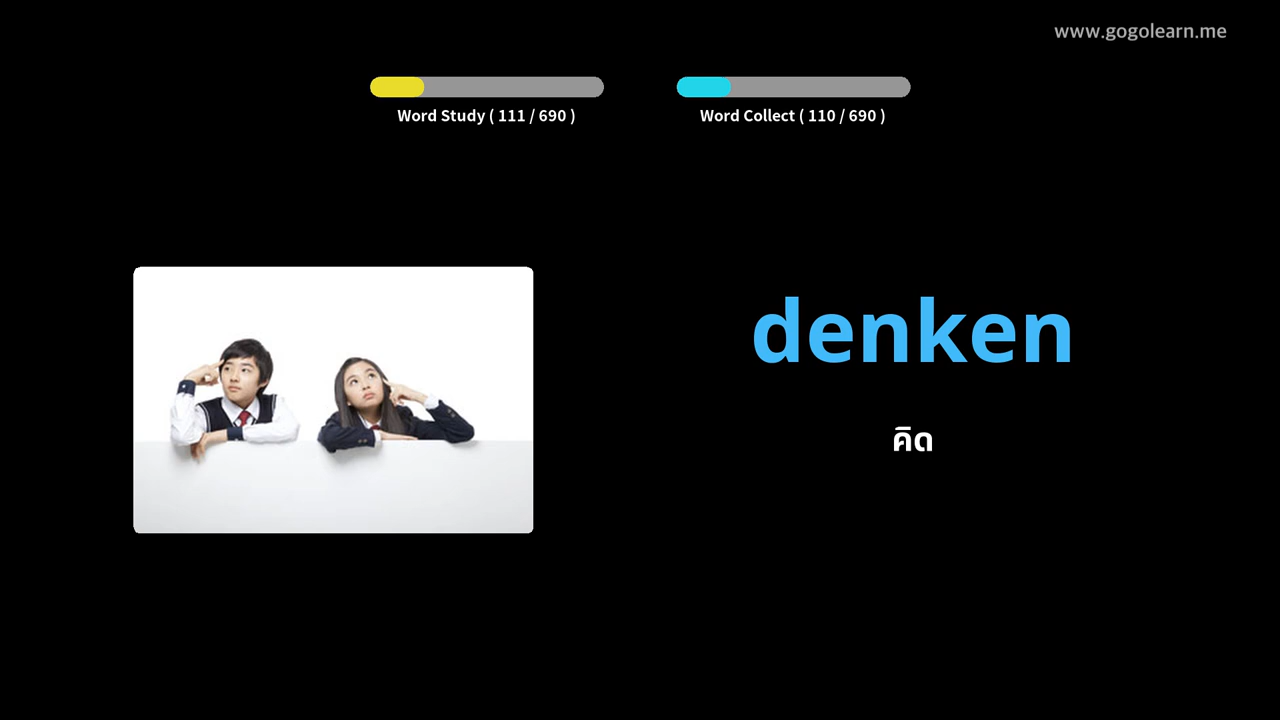 www.gogolearn.me
Word Study ( 111 / 690 )
Word Collect ( 110 / 690 )
denken
คิด